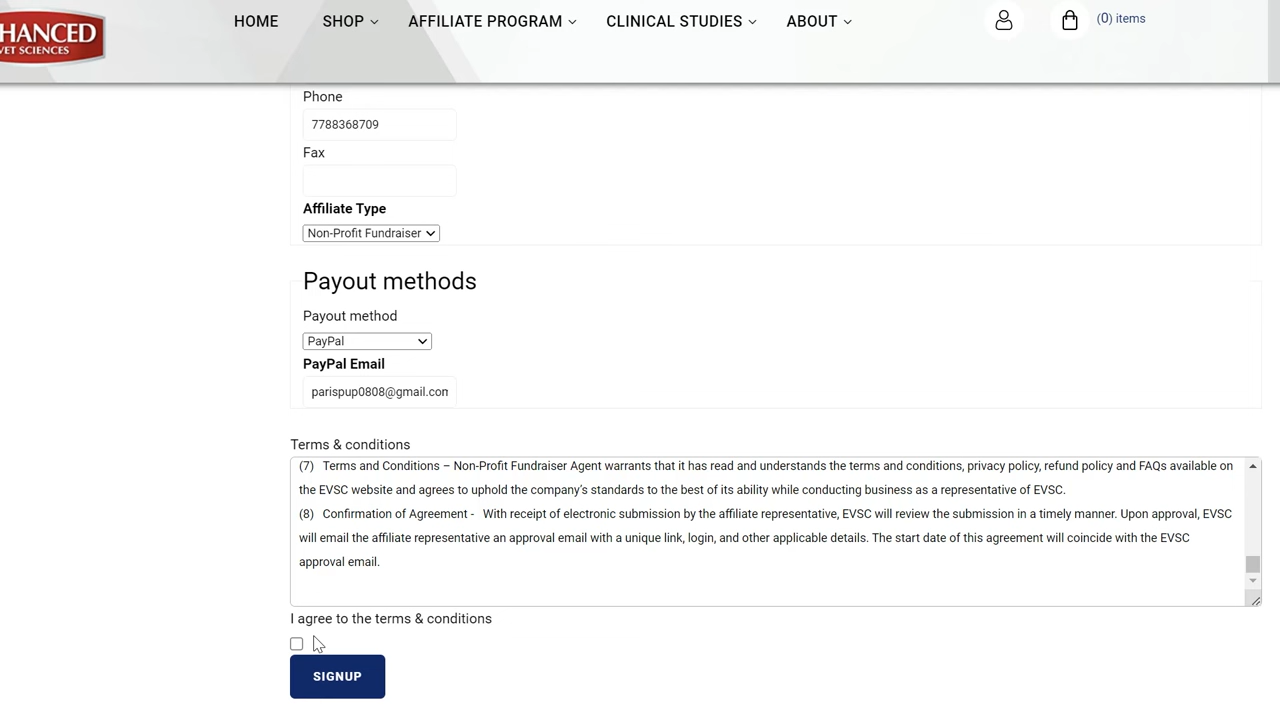 HANCED
VET SCIENCES
HOME
SHOP
AFFILIATE PROGRAM
CLINICAL STUDIES
ABOUT
(0) items
Phone
7788368709
Fax
Affiliate Type
Non-Profit Fundraiser
Payout methods
Payout method
PayPal
PayPal Email
parispup0808@gmail.com
Terms & conditions
(7) Terms and Conditions – Non-Profit Fundraiser Agent warrants that it has read and understands the terms and conditions, privacy policy, refund policy and FAQs available on
the EVSC website and agrees to uphold the company's standards to the best of its ability while conducting business as a representative of EVSC.
(8) Confirmation of Agreement - With receipt of electronic submission by the affiliate representative, EVSC will review the submission in a timely manner. Upon approval, EVSC
will email the affiliate representative an approval email with a unique link, login, and other applicable details. The start date of this agreement will coincide with the EVSC
approval email.
I agree to the terms & conditions
SIGNUP